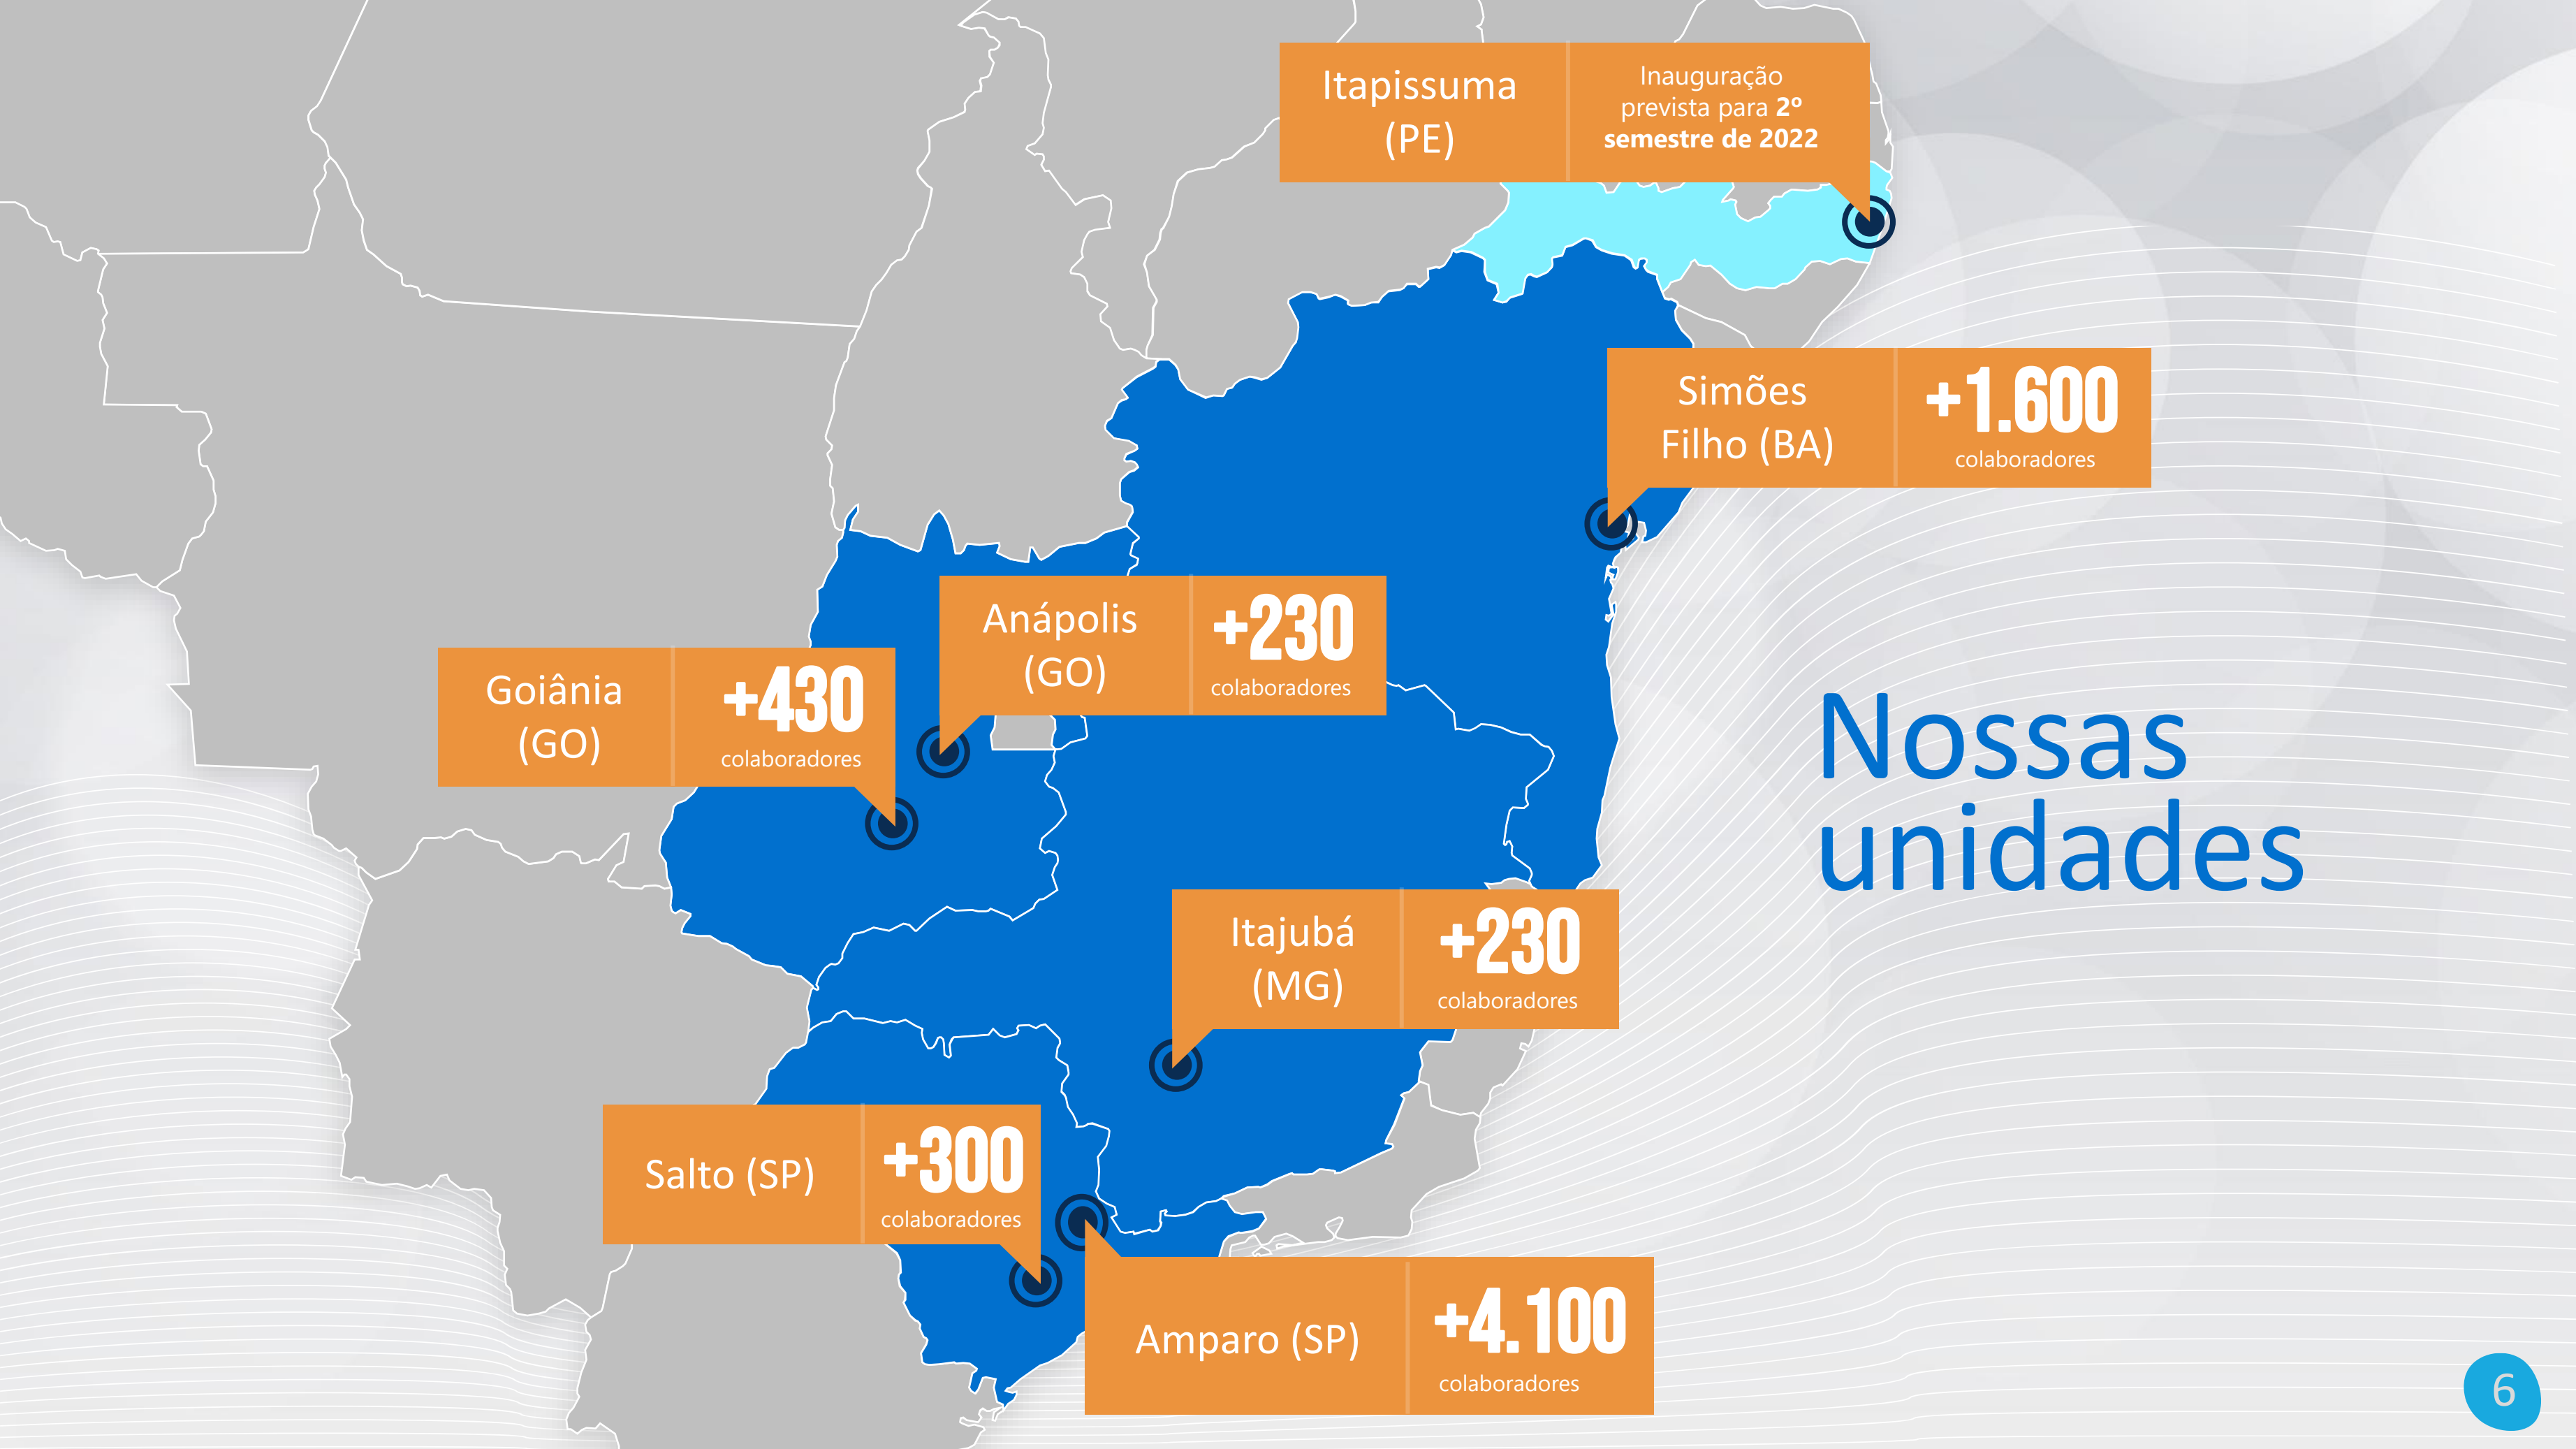 Itapissuma
(PE)
Inauguração
prevista para 2º
semestre de 2022
Simões
Filho (BA)
+1.600
colaboradores
Anápolis
(GO)
+230
colaboradores
Goiânia
(GO)
+430
colaboradores
Nossas
unidades
Itajubá
(MG)
+230
colaboradores
Salto (SP)
+300
colaboradores
Amparo (SP)
+4.100
colaboradores
6